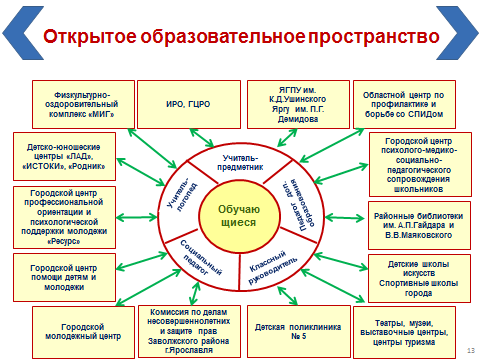 Открытое образовательное пространство
Физкультурно-
оздоровительный
комплекс «МИГ»
ИРО, ГЦРО
ЯГПУ им.
К.Д.Ушинского
Яргу им. П.Г.
Демидова
Областной центр по
профилактике и
борьбе со СПИДом
Детско-юношеские
центры «ЛАД»,
«ИСТОКИ», «Родник»
Городской центр
психолого-медико-
социально-
педагогического
сопровождения
школьников
Учитель-
предметник
Учитель-
логопед
Педагог доп.
образования
Обучаю
щиеся
Социальный
педагог
Классный
руководитель
Городской центр
профессиональной
ориентации и
психологической
поддержки молодежи
«Ресурс»
Районные библиотеки
им. А.П.Гайдара и
В.В.Маяковского
Городской центр
помощи детям и
молодежи
Детские школы
искусств
Спортивные школы
города
Городской
молодежный центр
Комиссия по делам
несовершеннолетних
и защите прав
Заволжского района
г.Ярославля
Детская поликлиника
№ 5
Театры, музеи,
выставочные центры,
центры туризма
13